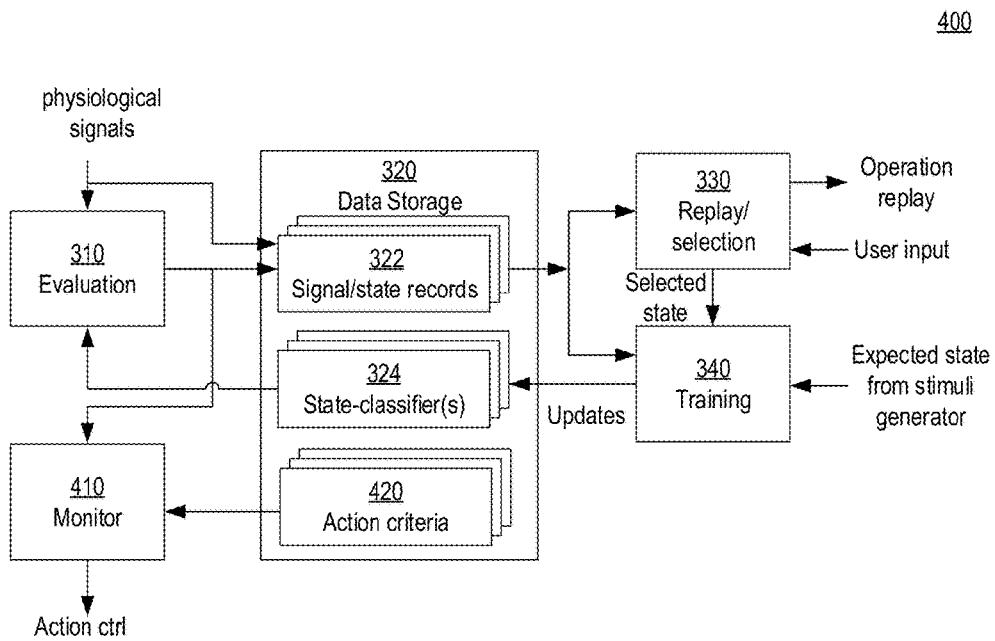 400
physiological
signals
310
Evaluation
320
Data Storage
322
Signal/state records
324
State-classifier(s)
420
Action criteria
410
Monitor
Action ctrl
330
Replay/
selection
Operation
replay
User input
Selected
state
340
Training
Updates
Expected state
from stimuli
generator